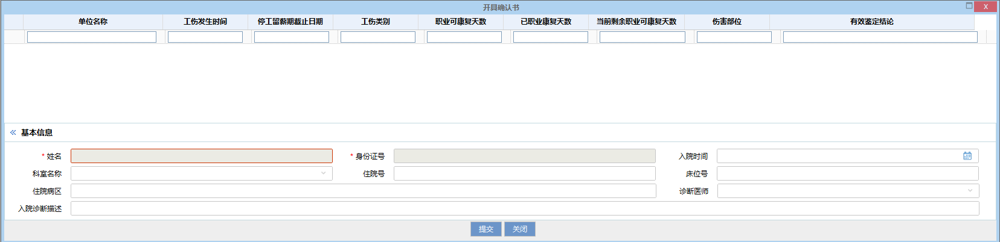 开具确认书 X
单位名称 工伤发生时间 停工留薪期截止日期 工伤类别 职业可康复天数 已职业康复天数 当前剩余职业可康复天数 伤害部位 有效鉴定结论
基本信息
* 姓名 * 身份证号 入院时间
科室名称 住院号 床位号
住院病区 诊断医师
入院诊断描述
提交 关闭